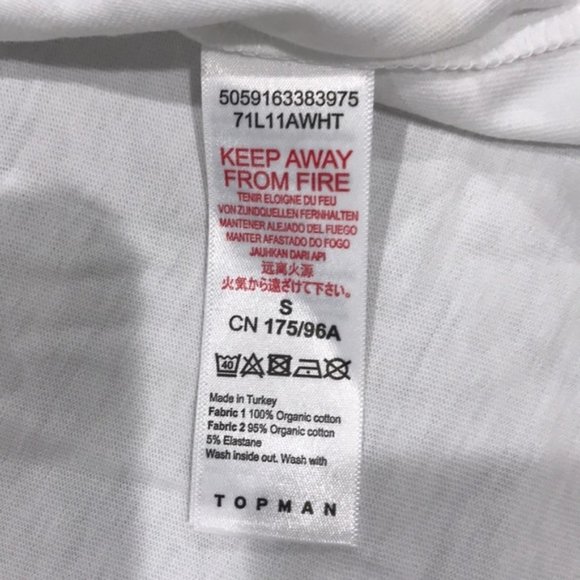 5059163383975
71L11AWHT
KEEP AWAY
FROM FIRE
TENIR ELOIGNE DU FEU
VON ZUNDQUELLEN FERNHALTEN
MANTENER ALEJADO DEL FUEGO
MANTER AFASTADO DO FOGO
JAUHKAN DARI API
远离火源
火気から遠ざけて下さい。
S
CN 175/96A
40
Made in Turkey
Fabric 1 100% Organic cotton
Fabric 2 95% Organic cotton
5% Elastane
Wash inside out. Wash with
TOPMAN